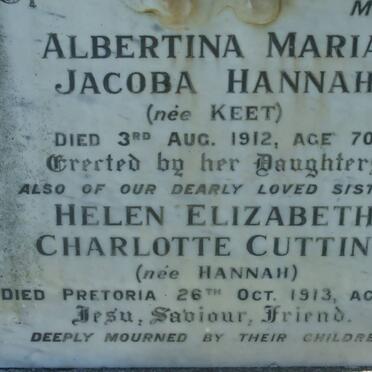 M
ALBERTINA MARIA
JACOBA HANNAH
(née KEET)
DIED 3RD AUG. 1912, AGE 70
Erected by her Daughter
ALSO OF OUR DEARLY LOVED SIST
HELEN ELIZABETH
CHARLOTTE CUTTIN
(née HANNAH)
DIED PRETORIA 26TH OCT. 1913, AG
Jesu, Saviour, Friend.
DEEPLY MOURNED BY THEIR CHILDRE